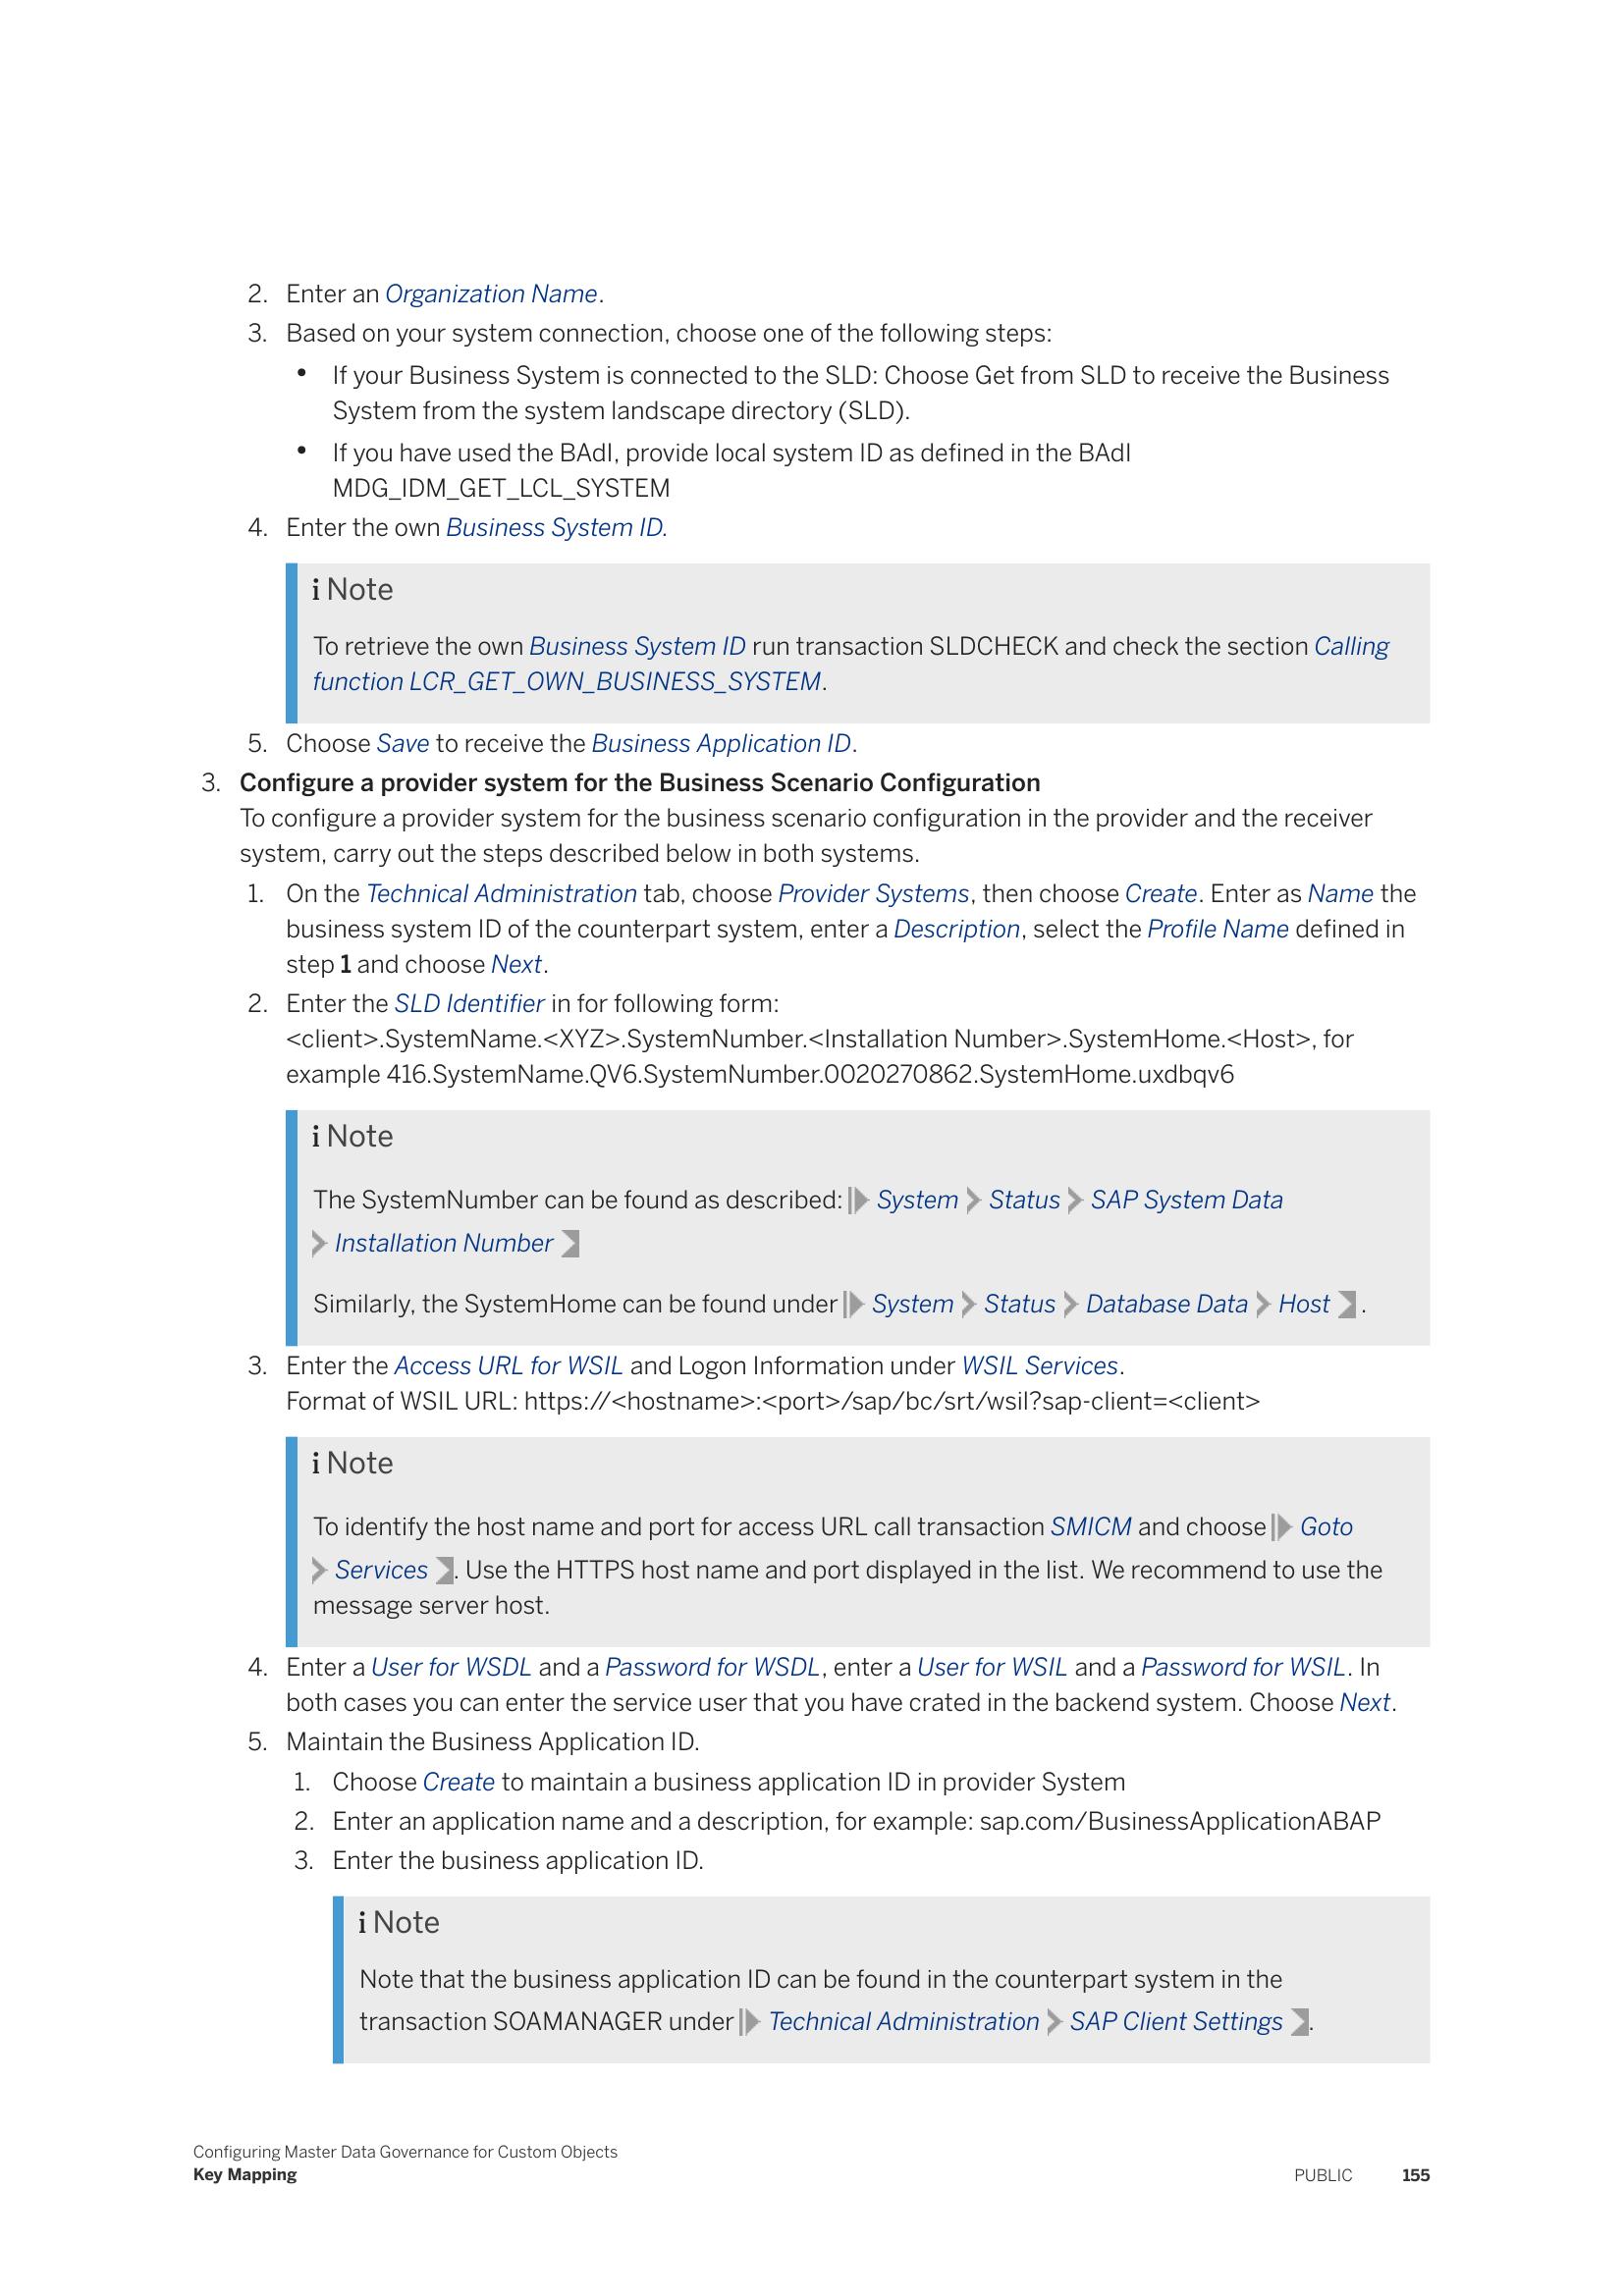 2. Enter an Organization Name.
3. Based on your system connection, choose one of the following steps:
• If your Business System is connected to the SLD: Choose Get from SLD to receive the Business
System from the system landscape directory (SLD).
• If you have used the BAdI, provide local system ID as defined in the BAdI
MDG_IDM_GET_LCL_SYSTEM
4. Enter the own Business System ID.
i Note
To retrieve the own Business System ID run transaction SLDCHECK and check the section Calling
function LCR_GET_OWN_BUSINESS_SYSTEM.
5. Choose Save to receive the Business Application ID.
3. Configure a provider system for the Business Scenario Configuration
To configure a provider system for the business scenario configuration in the provider and the receiver
system, carry out the steps described below in both systems.
1. On the Technical Administration tab, choose Provider Systems, then choose Create. Enter as Name the
business system ID of the counterpart system, enter a Description, select the Profile Name defined in
step 1 and choose Next.
2. Enter the SLD Identifier in for following form:
<client>.SystemName.<XYZ>.SystemNumber.<Installation Number>.SystemHome.<Host>, for
example 416.SystemName.QV6.SystemNumber.0020270862.SystemHome.uxdbqv6
i Note
The SystemNumber can be found as described: System Status SAP System Data
Installation Number
Similarly, the SystemHome can be found under System Status Database Data Host .
3. Enter the Access URL for WSIL and Logon Information under WSIL Services.
Format of WSIL URL: https://<hostname>:<port>/sap/bc/srt/wsil?sap-client=<client>
i Note
To identify the host name and port for access URL call transaction SMICM and choose Goto
Services . Use the HTTPS host name and port displayed in the list. We recommend to use the
message server host.
4. Enter a User for WSDL and a Password for WSDL, enter a User for WSIL and a Password for WSIL. In
both cases you can enter the service user that you have crated in the backend system. Choose Next.
5. Maintain the Business Application ID.
1. Choose Create to maintain a business application ID in provider System
2. Enter an application name and a description, for example: sap.com/BusinessApplicationABAP
3. Enter the business application ID.
i Note
Note that the business application ID can be found in the counterpart system in the
transaction SOAMANAGER under Technical Administration SAP Client Settings .
Configuring Master Data Governance for Custom Objects
Key Mapping
PUBLIC 155